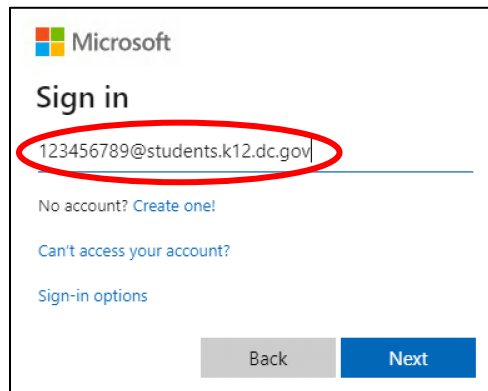 Microsoft
Sign in
123456789@students.k12.dc.gov
No account? Create one!
Can't access your account?
Sign-in options
Back Next